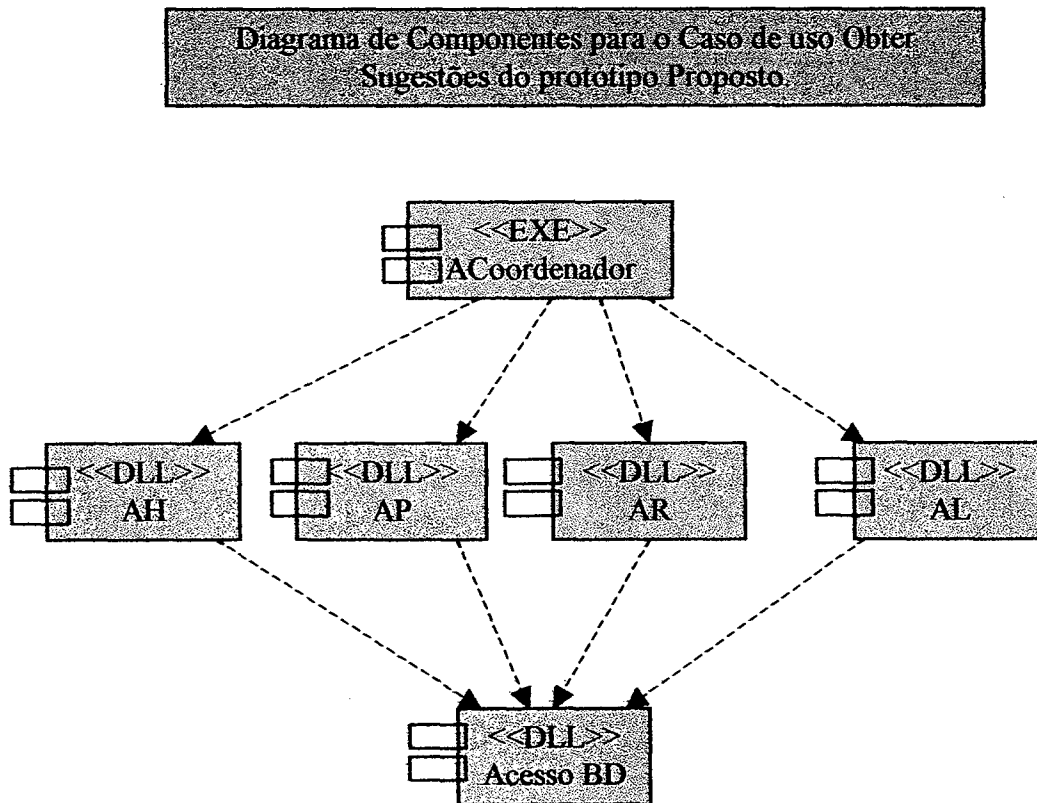 Diagrama de Componentes para o Caso de uso Obter
Sugestões do prototipo Proposto.
<<EXE>>
ACoordenador
<<DLL>>
AH
<<DLL>>
AP
<<DLL>>
AR
<<DLL>>
AL
<<DLL>>
Acesso BD